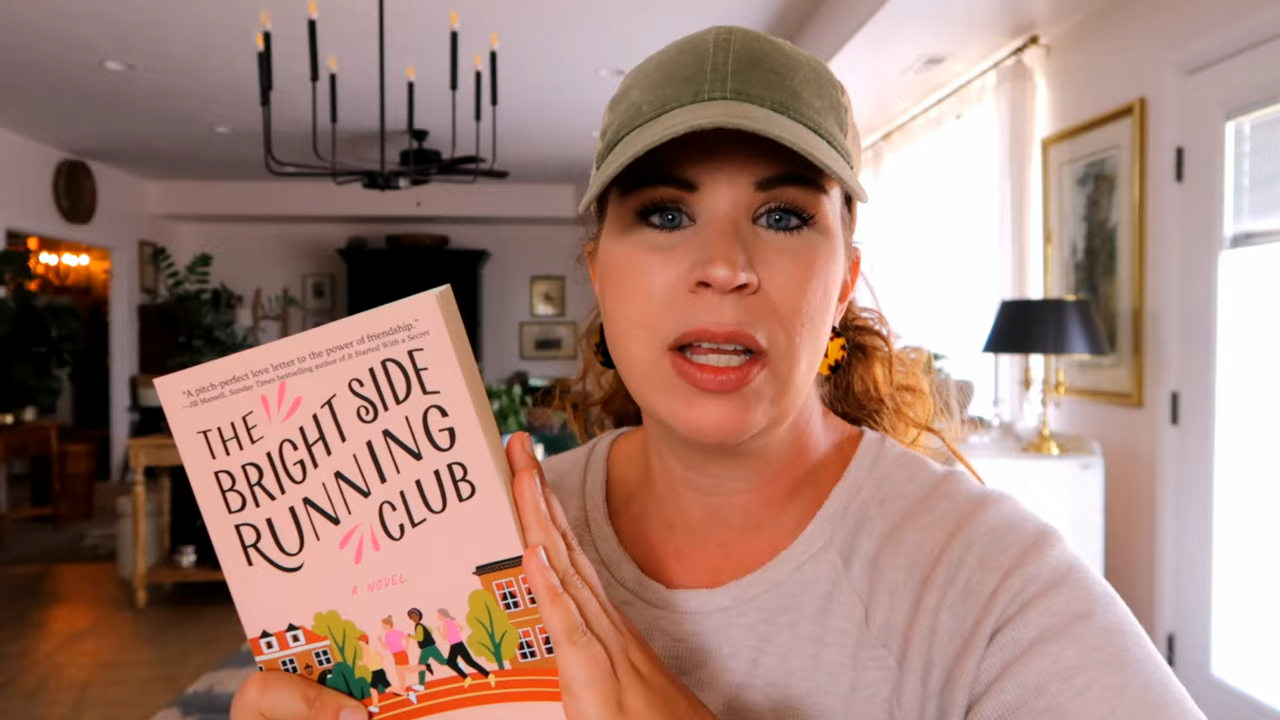 “A pitch-perfect love letter to the power of friendship.”
—Jill Mansell, Sunday Times bestselling author of It Started With a Secret
THE
BRIGHT SIDE
RUNNING
CLUB
A NOVEL